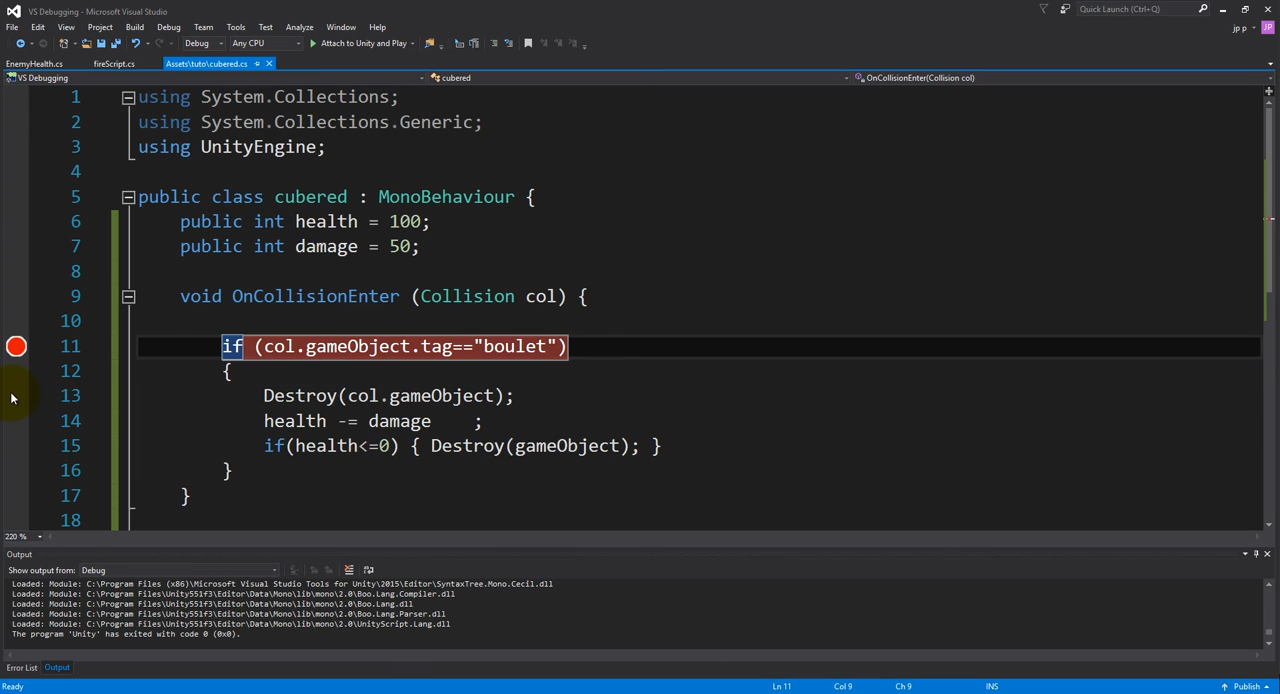 VS Debugging - Microsoft Visual Studio
Quick Launch (Ctrl+Q)
File Edit View Project Build Debug Team Tools Test Analyze Window Help
jp p JP
Debug Any CPU Attach to Unity and Play
EnemyHealth.cs fireScript.cs Assets\tuto\cubered.cs
VS Debugging cubered OnCollisionEnter(Collision col)
1 using System.Collections;
2 using System.Collections.Generic;
3 using UnityEngine;
4
5 public class cubered : MonoBehaviour {
6 public int health = 100;
7 public int damage = 50;
8
9 void OnCollisionEnter (Collision col) {
10
11 if (col.gameObject.tag=="boulet")
12 {
13 Destroy(col.gameObject);
14 health -= damage    ;
15 if(health<=0) { Destroy(gameObject); }
16 }
17 }
18
220 %
Output
Show output from: Debug
Loaded: Module: C:\Program Files (x86)\Microsoft Visual Studio Tools for Unity\2015\Editor\SyntaxTree.Mono.Cecil.dll
Loaded: Module: C:\Program Files\Unity551f3\Editor\Data\Mono\lib\mono\2.0\Boo.Lang.Compiler.dll
Loaded: Module: C:\Program Files\Unity551f3\Editor\Data\Mono\lib\mono\2.0\Boo.Lang.dll
Loaded: Module: C:\Program Files\Unity551f3\Editor\Data\Mono\lib\mono\2.0\Boo.Lang.Parser.dll
Loaded: Module: C:\Program Files\Unity551f3\Editor\Data\Mono\lib\mono\2.0\UnityScript.Lang.dll
The program 'Unity' has exited with code 0 (0x0).
Error List Output
Ready Ln 11 Col 9 Ch 9 INS Publish